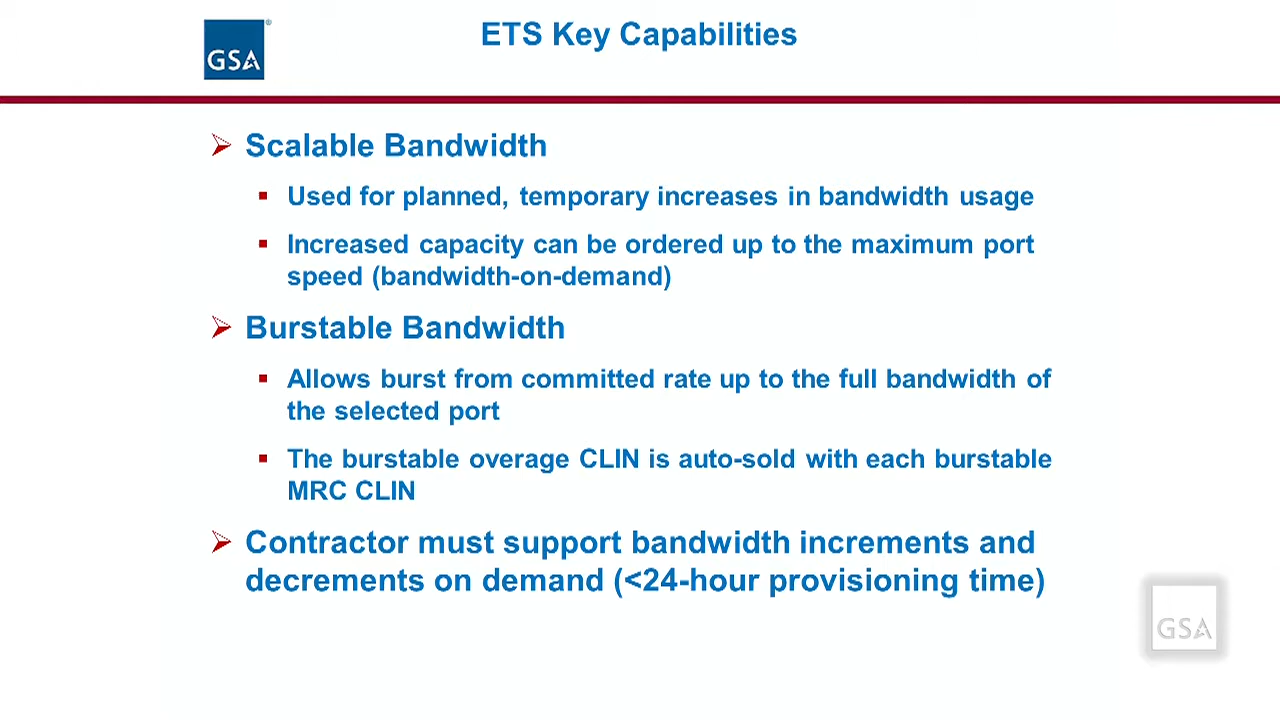 GSA
ETS Key Capabilities
Scalable Bandwidth
Used for planned, temporary increases in bandwidth usage
Increased capacity can be ordered up to the maximum port
speed (bandwidth-on-demand)
Burstable Bandwidth
Allows burst from committed rate up to the full bandwidth of
the selected port
The burstable overage CLIN is auto-sold with each burstable
MRC CLIN
Contractor must support bandwidth increments and
decrements on demand (<24-hour provisioning time)
GSA